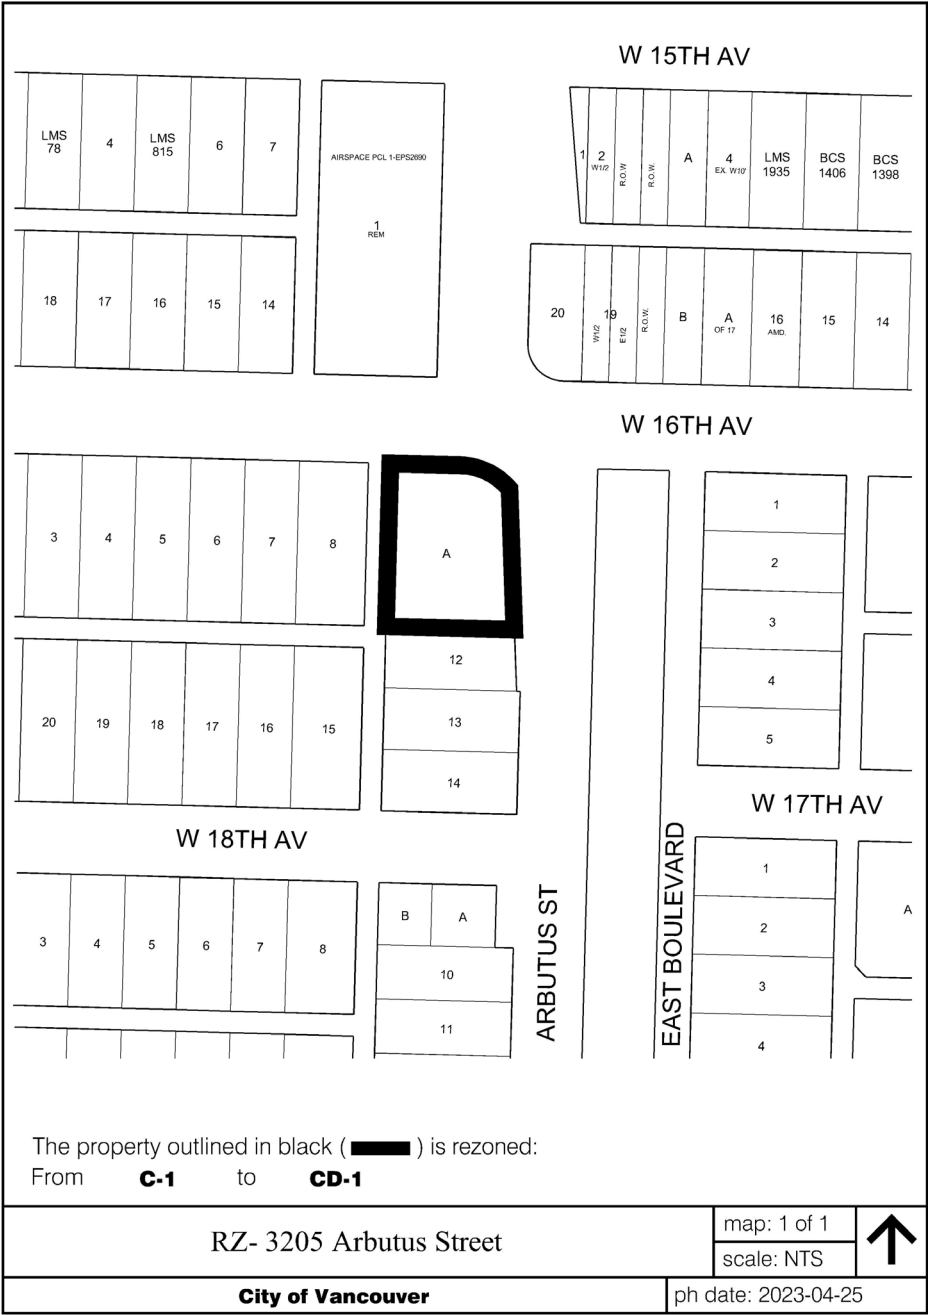 W 15TH AV
LMS
78
4
LMS
815
6
7
AIRSPACE PCL 1-EPS2690
1
REM
1
2
W1/2
R.O.W
R.O.W.
A
4
EX. W10'
LMS
1935
BCS
1406
BCS
1398
18
17
16
15
14
20
19
W1/2
E1/2
R.O.W.
B
A
OF 17
16
AMD.
15
14
W 16TH AV
3
4
5
6
7
8
A
1
2
3
4
5
12
13
14
20
19
18
17
16
15
W 17TH AV
W 18TH AV
ARBUTUS ST
EAST BOULEVARD
3
4
5
6
7
8
B
A
10
11
1
2
3
4
A
The property outlined in black ( ) is rezoned:
From C-1 to CD-1
RZ- 3205 Arbutus Street
map: 1 of 1
scale: NTS
City of Vancouver
ph date: 2023-04-25